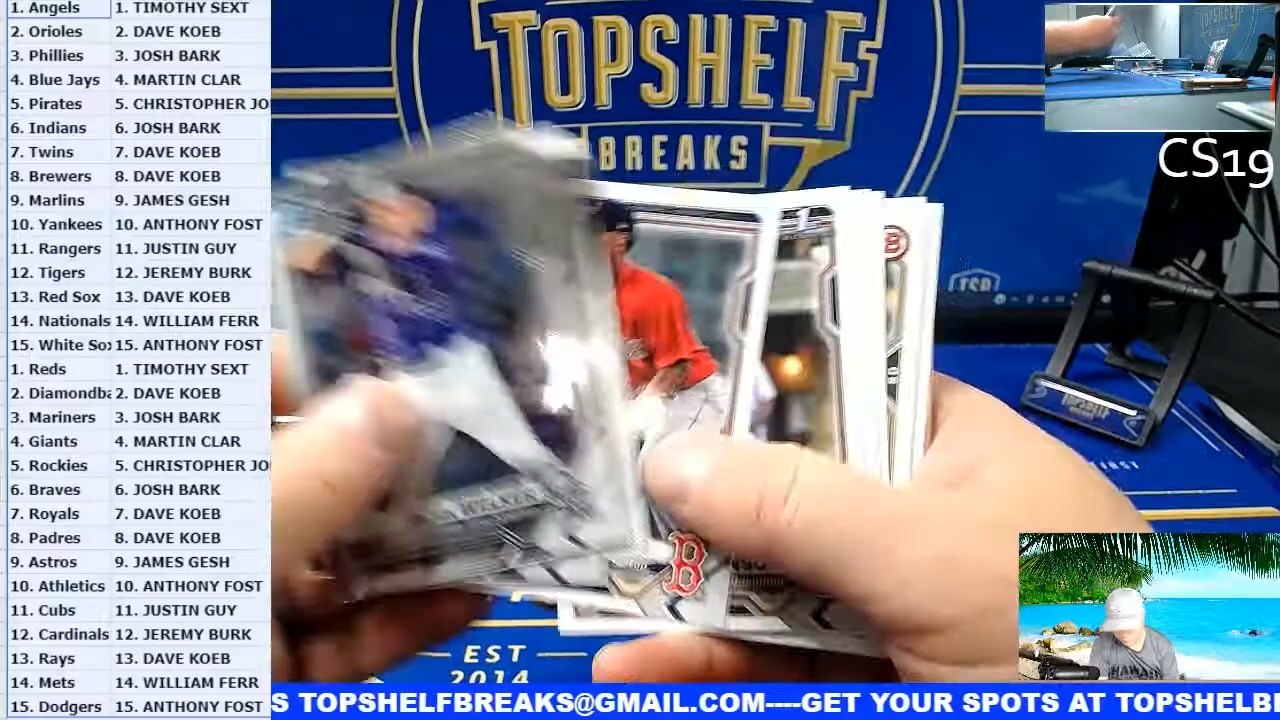 1. Angels 1. TIMOTHY SEXT
2. Orioles 2. DAVE KOEB
3. Phillies 3. JOSH BARK
4. Blue Jays 4. MARTIN CLAR
5. Pirates 5. CHRISTOPHER JO
6. Indians 6. JOSH BARK
7. Twins 7. DAVE KOEB
8. Brewers 8. DAVE KOEB
9. Marlins 9. JAMES GESH
10. Yankees 10. ANTHONY FOST
11. Rangers 11. JUSTIN GUY
12. Tigers 12. JEREMY BURK
13. Red Sox 13. DAVE KOEB
14. Nationals 14. WILLIAM FERR
15. White Sox 15. ANTHONY FOST
1. Reds 1. TIMOTHY SEXT
2. Diamondba 2. DAVE KOEB
3. Mariners 3. JOSH BARK
4. Giants 4. MARTIN CLAR
5. Rockies 5. CHRISTOPHER JO
6. Braves 6. JOSH BARK
7. Royals 7. DAVE KOEB
8. Padres 8. DAVE KOEB
9. Astros 9. JAMES GESH
10. Athletics 10. ANTHONY FOST
11. Cubs 11. JUSTIN GUY
12. Cardinals 12. JEREMY BURK
13. Rays 13. DAVE KOEB
14. Mets 14. WILLIAM FERR
15. Dodgers 15. ANTHONY FOST
TOPSHELF
BREAKS
TOPSHELF
CS19
B
TSB
TOPSHELF
B
EST
2014
HAWAII
S TOPSHELFBREAKS@GMAIL.COM----GET YOUR SPOTS AT TOPSHELB